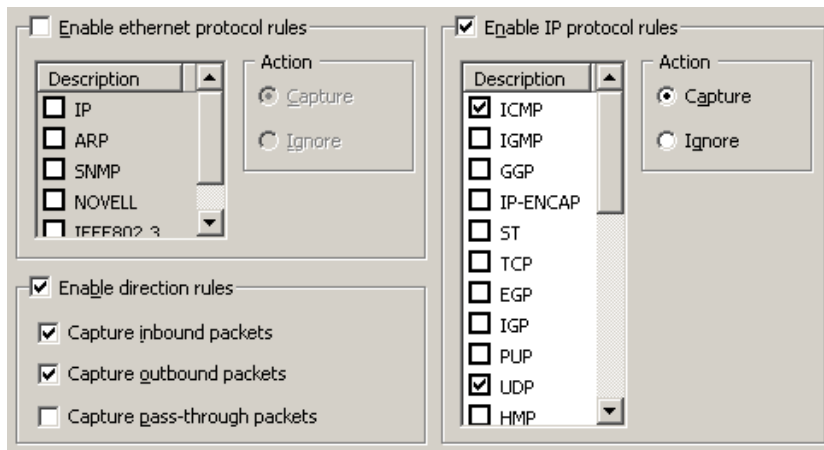 Enable ethernet protocol rules
Description
IP
ARP
SNMP
NOVELL
IEEE802.3
Action
Capture
Ignore
Enable direction rules
Capture inbound packets
Capture outbound packets
Capture pass-through packets
Enable IP protocol rules
Description
ICMP
IGMP
GGP
IP-ENCAP
ST
TCP
EGP
IGP
PUP
UDP
HMP
Action
Capture
Ignore